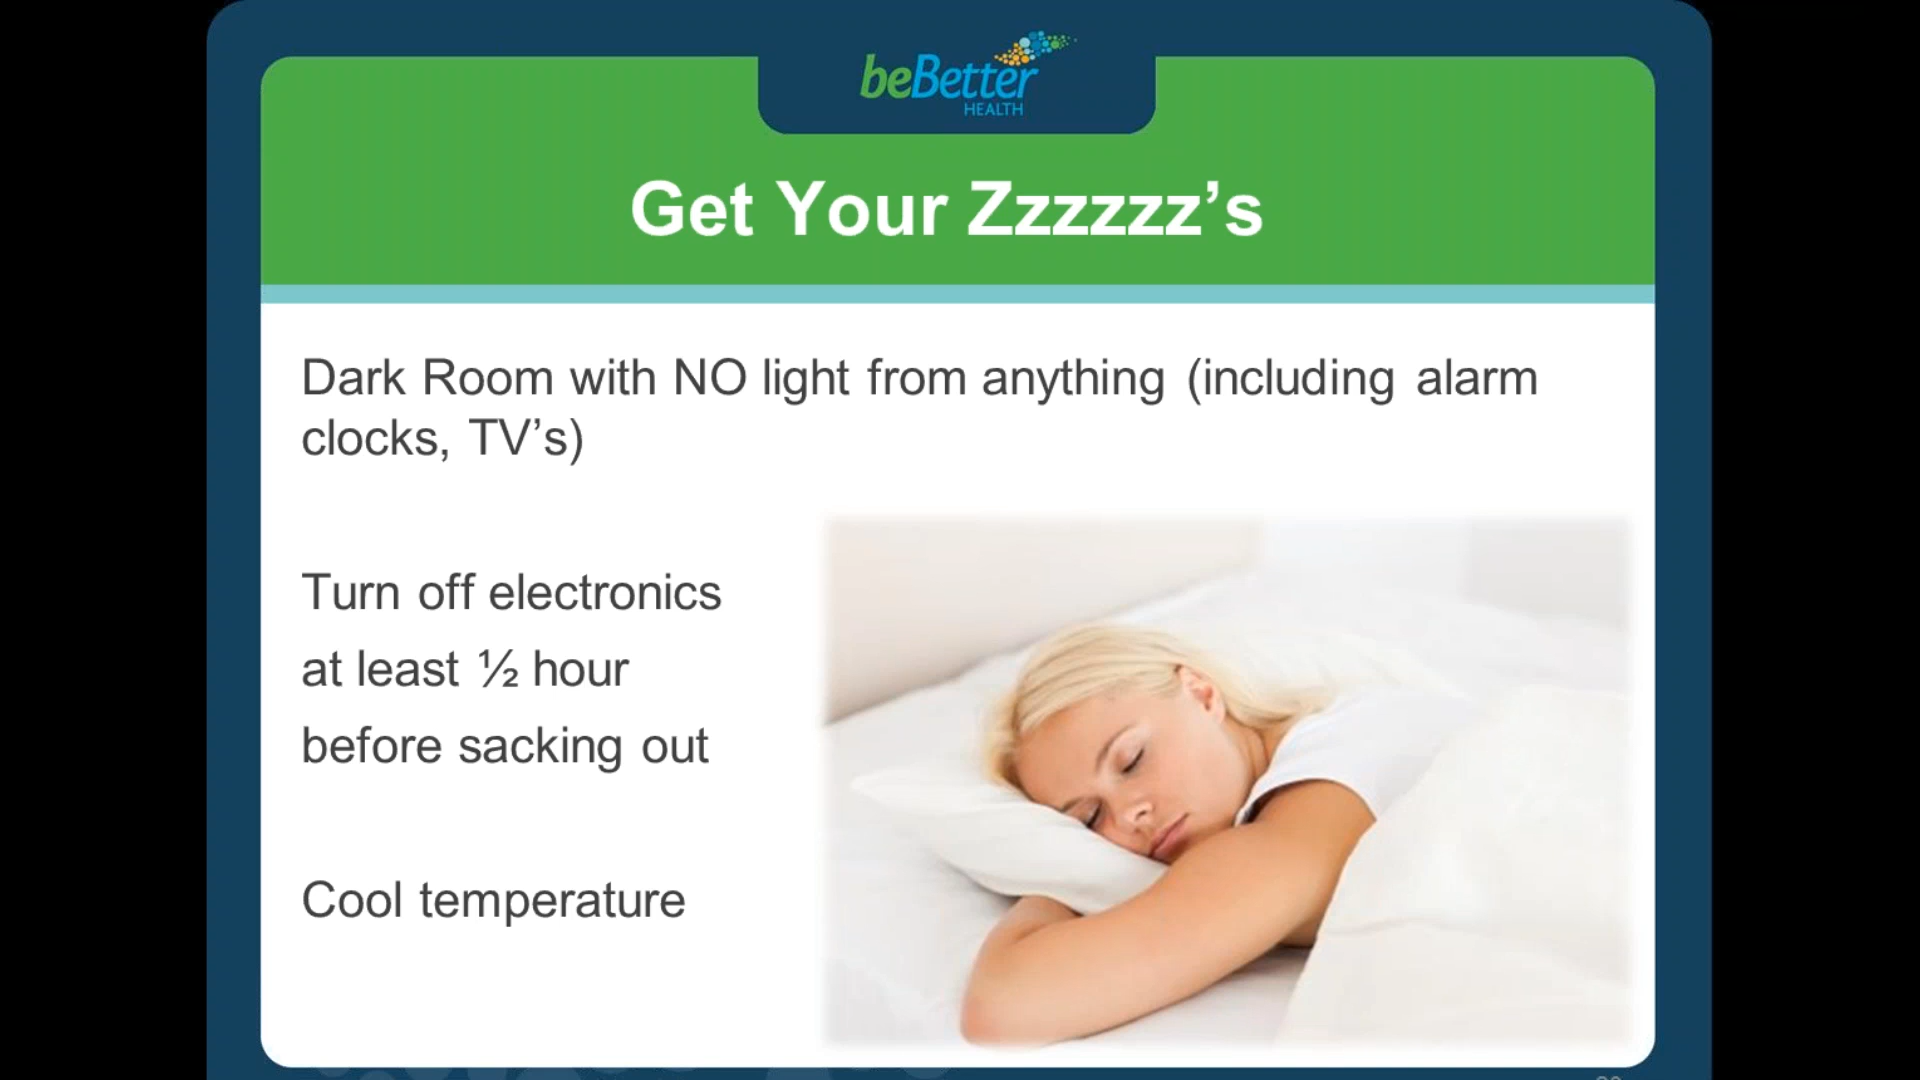 beBetter
HEALTH
Get Your Zzzzzz’s
Dark Room with NO light from anything (including alarm
clocks, TV’s)
Turn off electronics
at least ½ hour
before sacking out
Cool temperature